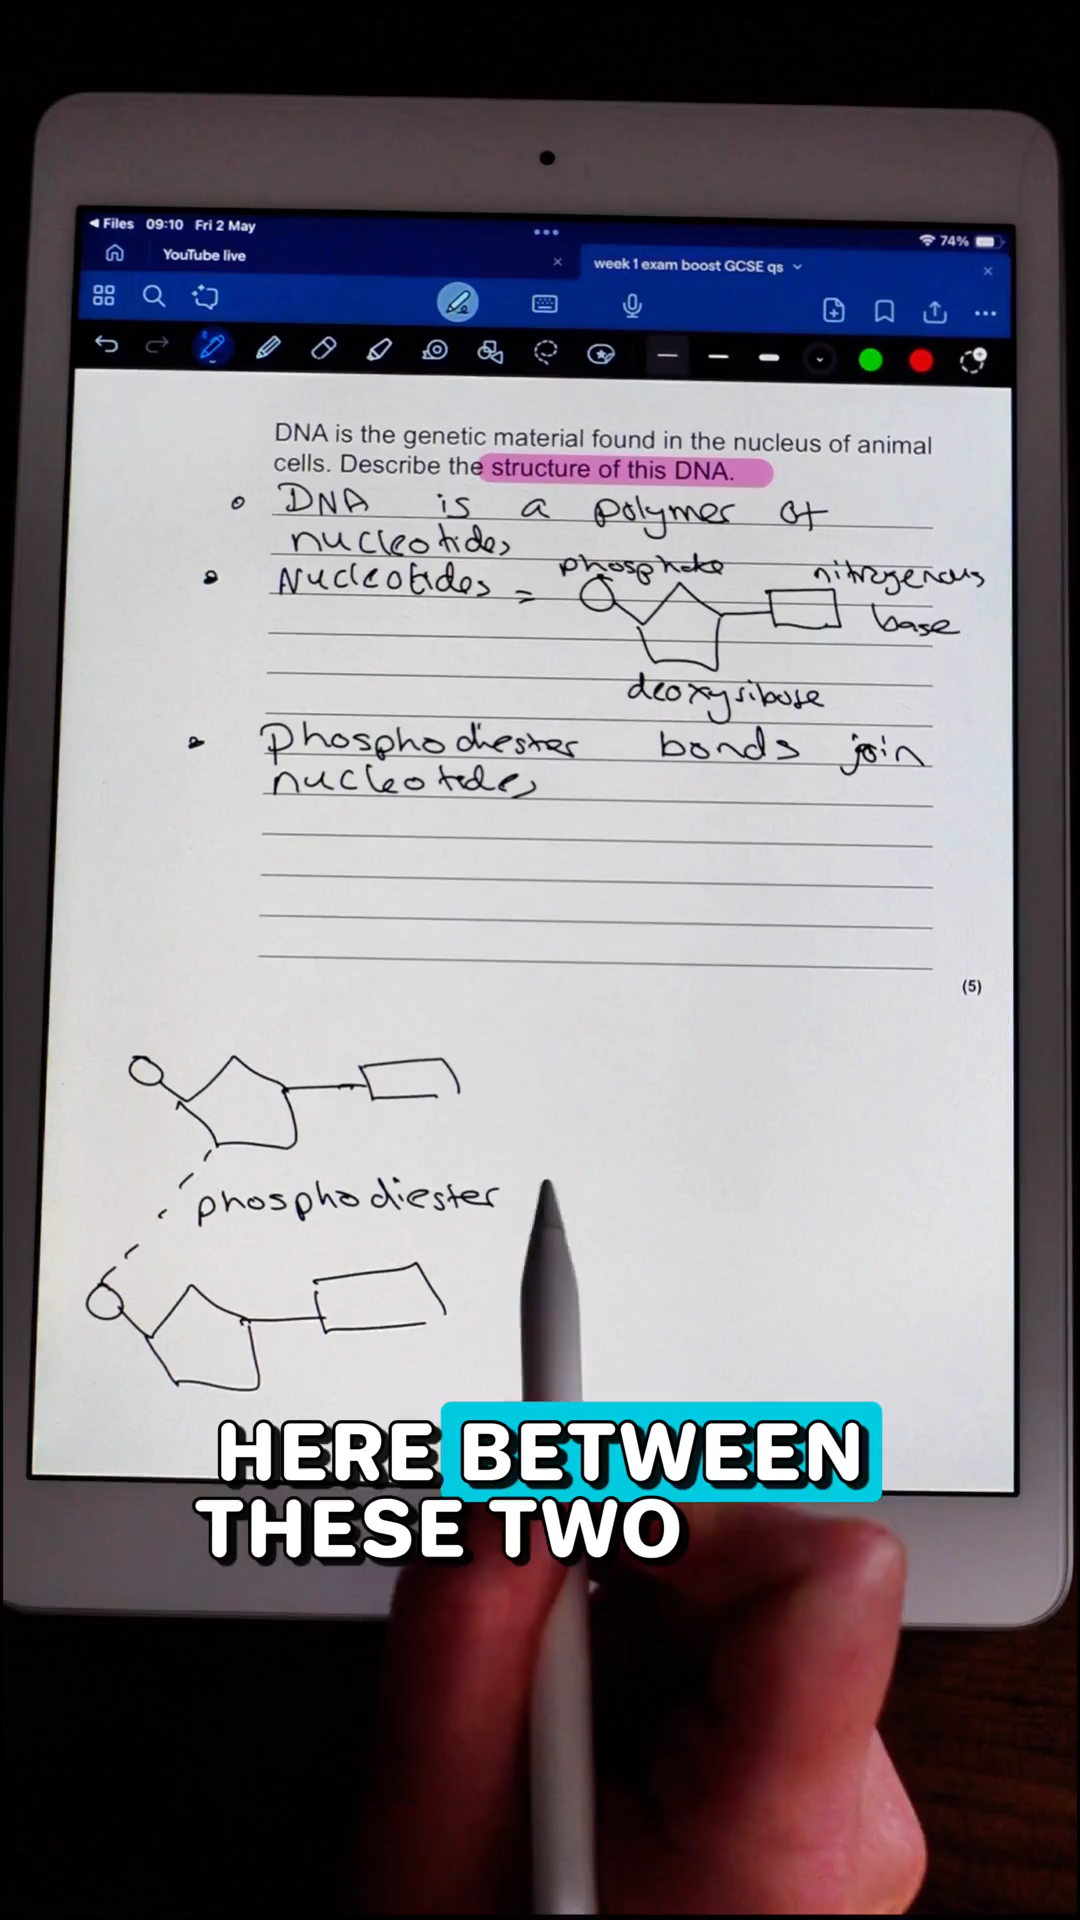 Files 09:10 Fri 2 May
74%
YouTube live
week 1 exam boost GCSE qs
DNA is the genetic material found in the nucleus of animal
cells. Describe the structure of this DNA.
DNA is a polymer of
nucleotides
Nucleotides = phosphate nitrogenous
base
deoxyribose
phosphodiester bonds join
nucleotides
(5)
phosphodiester
HERE BETWEEN
THESE TWO